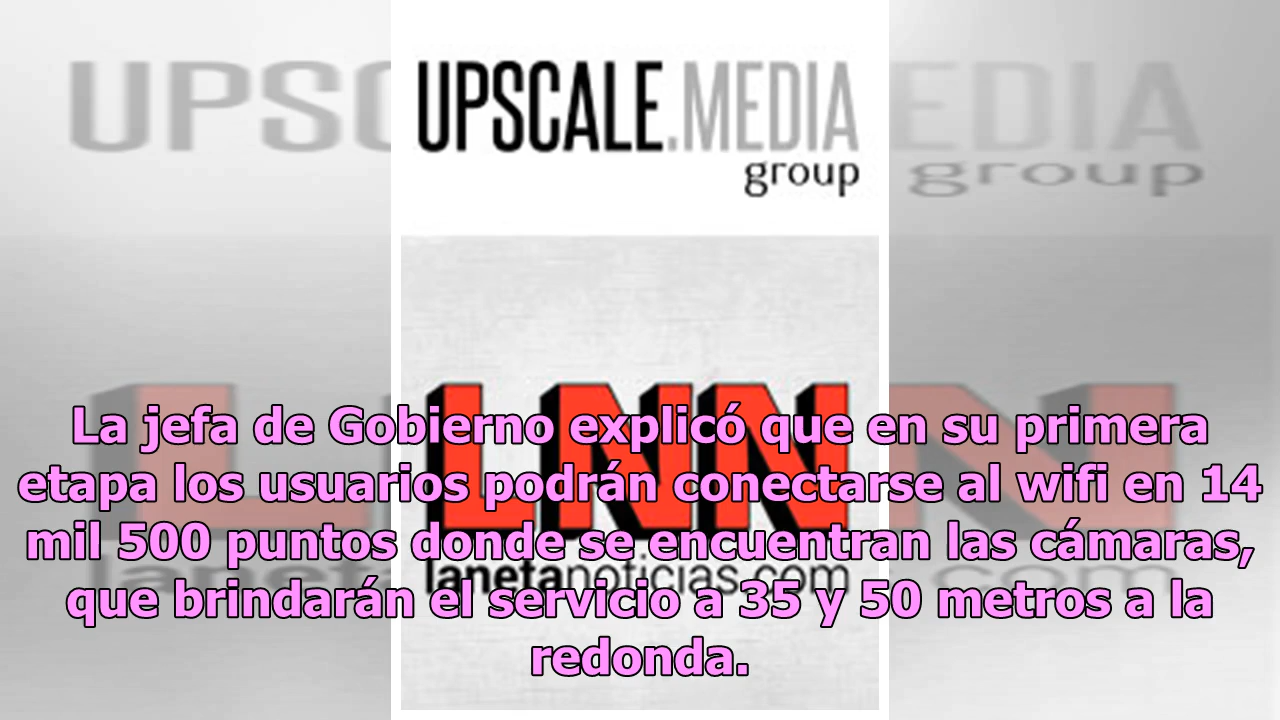 UPSCALE.MEDIA
group
LNN
lanetanoticias.com
La jefa de Gobierno explicó que en su primera
etapa los usuarios podrán conectarse al wifi en 14
mil 500 puntos donde se encuentran las cámaras,
que brindarán el servicio a 35 y 50 metros a la
redonda.